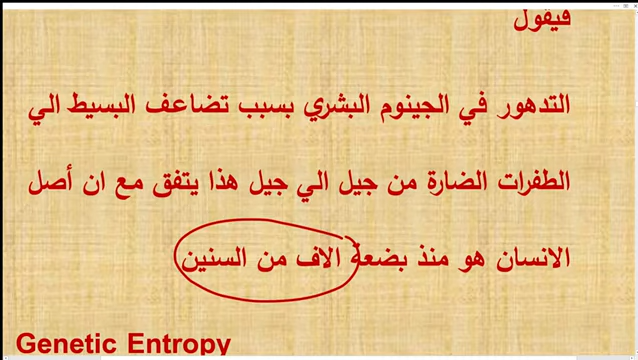 فيقول
التدهور في الجينوم البشري بسبب تضاعف البسيط الي
الطفرات الضارة من جيل الي جيل هذا يتفق مع ان أصل
الانسان هو منذ بضعة الاف من السنين
Genetic Entropy